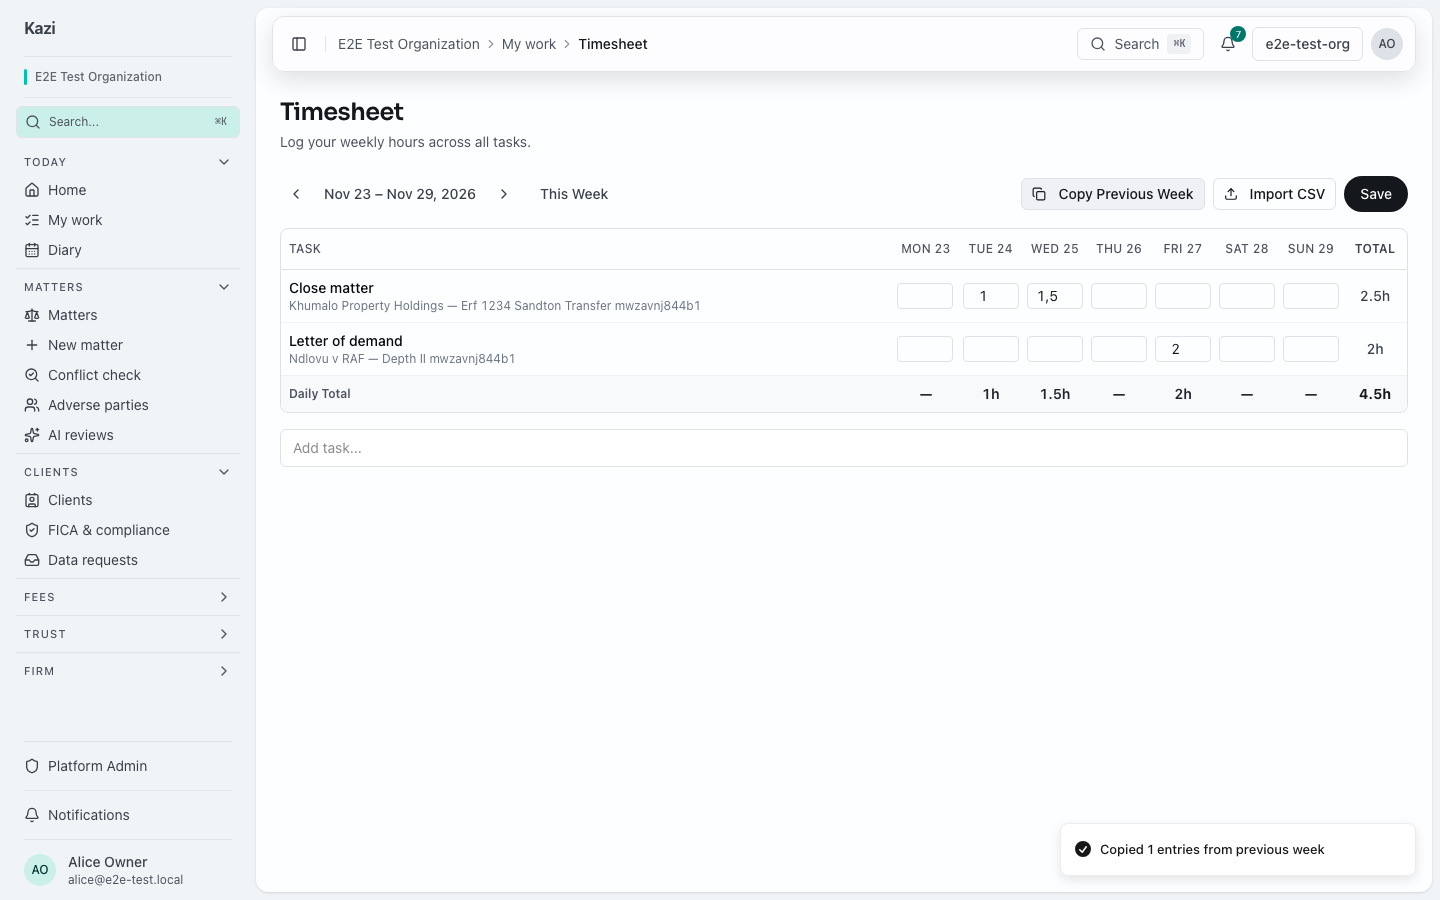 Kazi
E2E Test Organization
Search... ⌘K
TODAY
Home
My work
Diary
MATTERS
Matters
New matter
Conflict check
Adverse parties
AI reviews
CLIENTS
Clients
FICA & compliance
Data requests
FEES
TRUST
FIRM
Platform Admin
Notifications
AO
Alice Owner
alice@e2e-test.local
E2E Test Organization My work Timesheet
Search ⌘K
7
e2e-test-org
AO
Timesheet
Log your weekly hours across all tasks.
Nov 23 – Nov 29, 2026 This Week
Copy Previous Week Import CSV Save
TASK MON 23 TUE 24 WED 25 THU 26 FRI 27 SAT 28 SUN 29 TOTAL
Close matter
Khumalo Property Holdings — Erf 1234 Sandton Transfer mwzavnj844b1
1 1,5 2.5h
Letter of demand
Ndlovu v RAF — Depth II mwzavnj844b1
2 2h
Daily Total — 1h 1.5h — 2h — — 4.5h
Add task...
Copied 1 entries from previous week